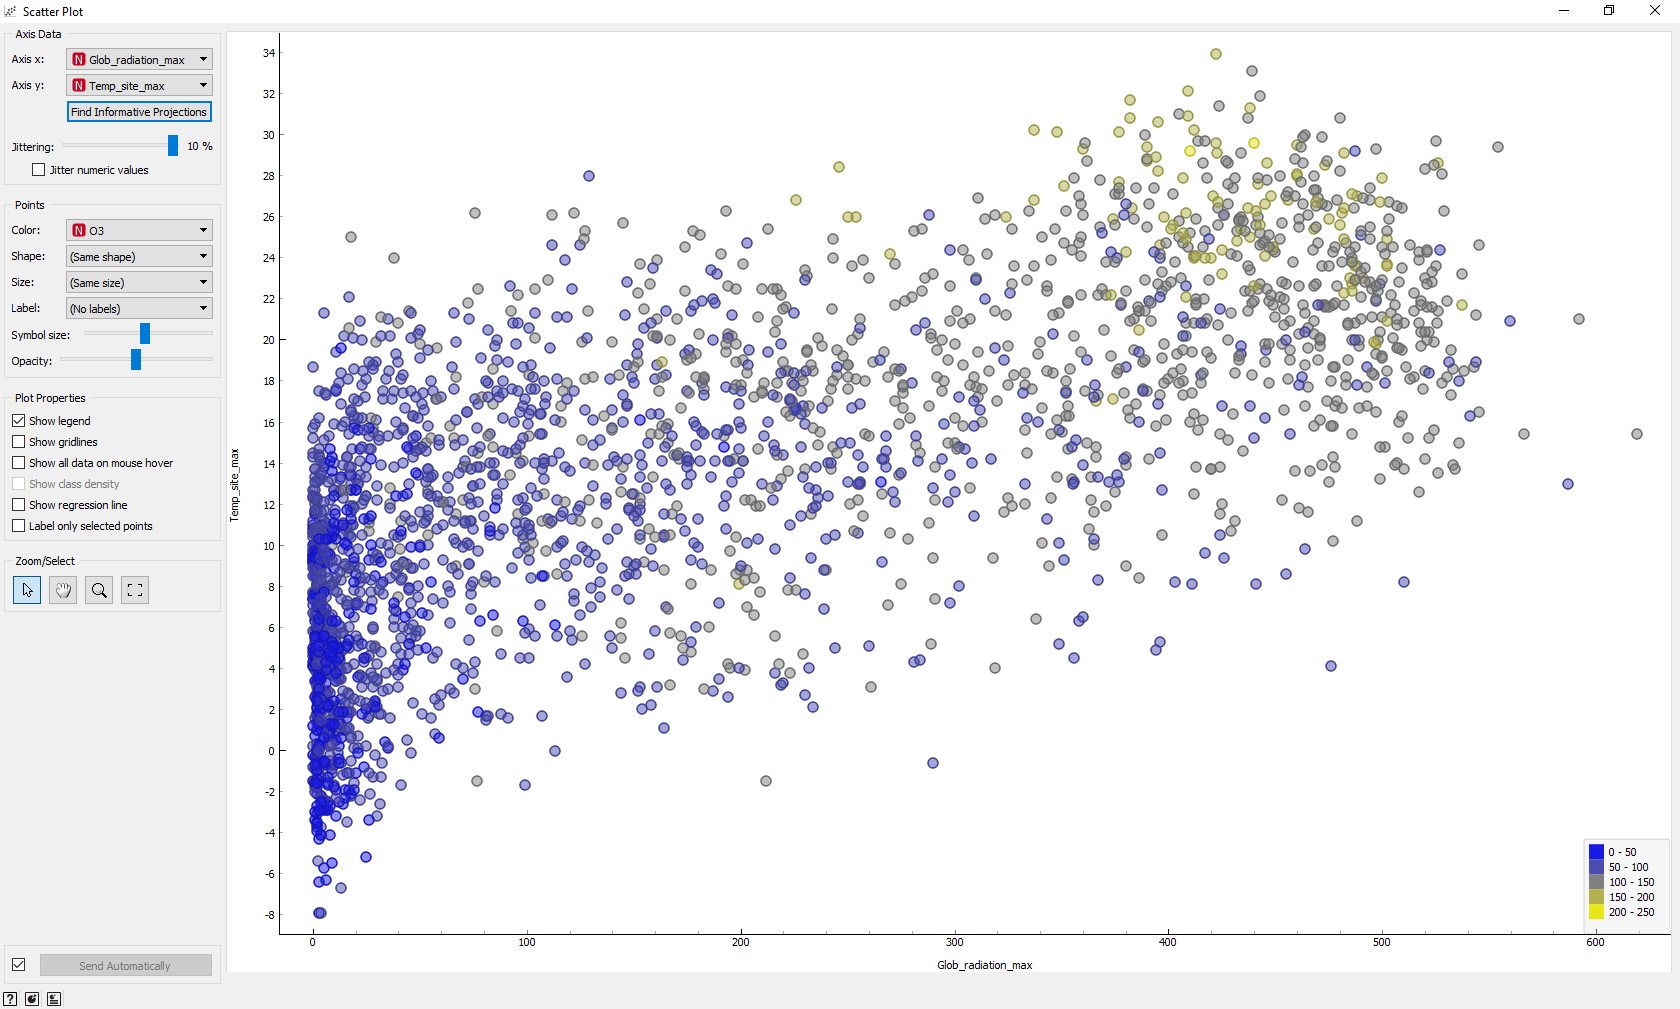 Scatter Plot
Axis Data
Axis x: N Glob_radiation_max
Axis y: N Temp_site_max
Find Informative Projections
Jittering: 10 %
Jitter numeric values
Points
Color: N O3
Shape: (Same shape)
Size: (Same size)
Label: (No labels)
Symbol size:
Opacity:
Plot Properties
Show legend
Show gridlines
Show all data on mouse hover
Show class density
Show regression line
Label only selected points
Zoom/Select
Send Automatically
?
34
32
30
28
26
24
22
20
18
16
14
12
10
8
6
4
2
0
-2
-4
-6
-8
Temp_site_max
0 100 200 300 400 500 600
Glob_radiation_max
0 - 50
50 - 100
100 - 150
150 - 200
200 - 250